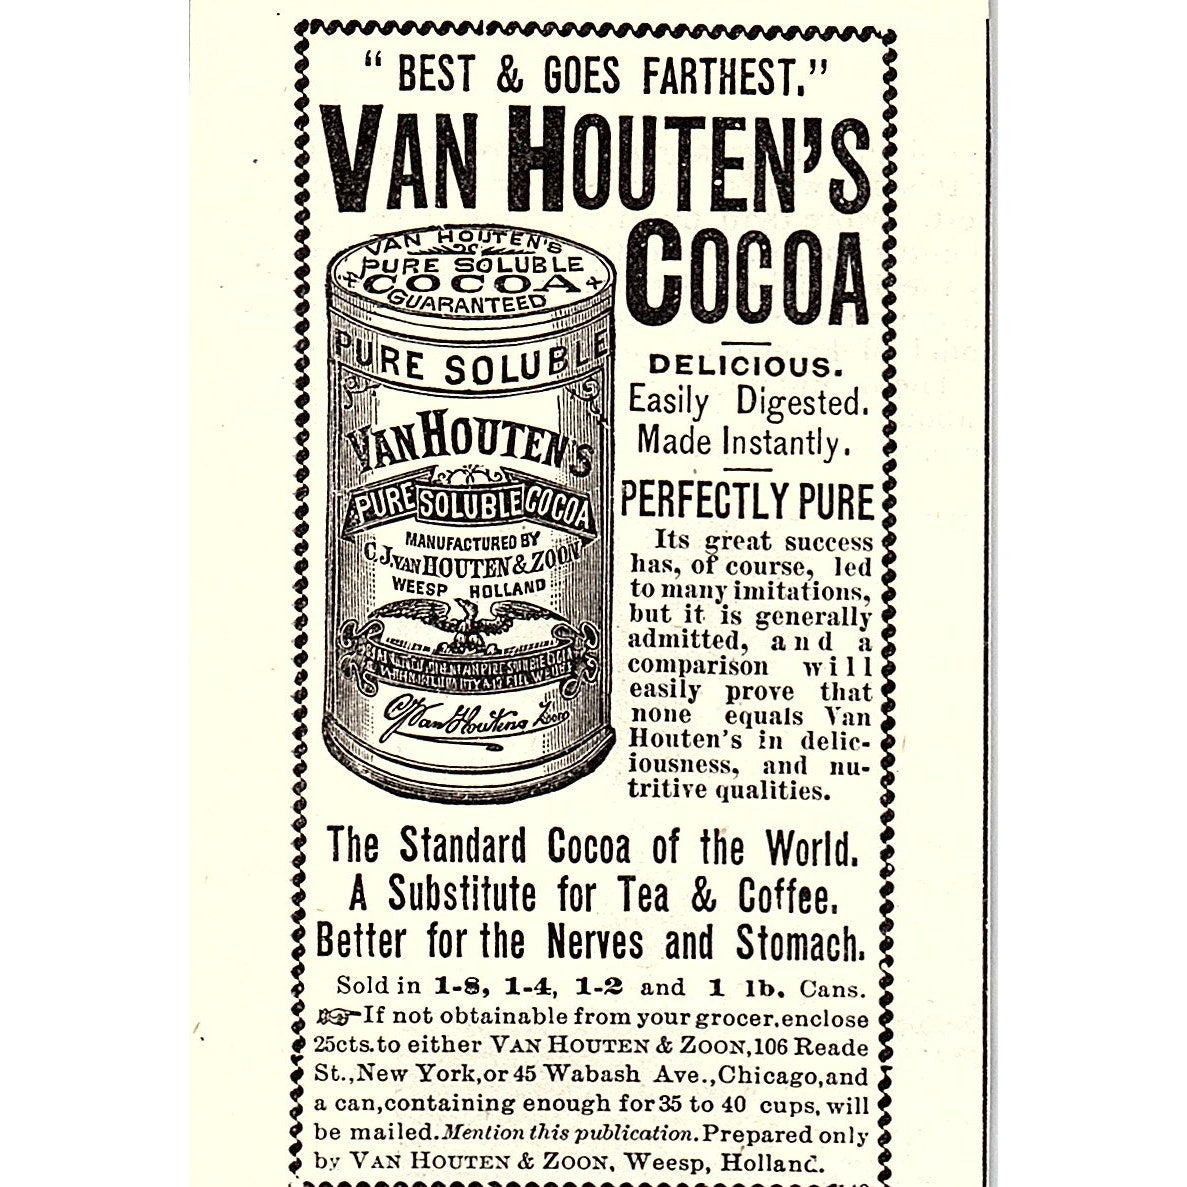 “ BEST & GOES FARTHEST.”
VAN HOUTEN'S
COCOA
VAN HOUTEN'S
PURE SOLUBLE
COCOA
GUARANTEED
PURE SOLUBLE
VAN HOUTEN'S
PURE SOLUBLE COCOA
MANUFACTURED BY
C.J. VAN HOUTEN & ZOON
WEESP HOLLAND
C.J. Van Houten & Zoon
DELICIOUS.
Easily Digested.
Made Instantly.
PERFECTLY PURE
Its great success
has, of course, led
to many imitations,
but it is generally
admitted, and a
comparison will
easily prove that
none equals Van
Houten's in delic-
iousness, and nu-
tritive qualities.
The Standard Cocoa of the World.
A Substitute for Tea & Coffee.
Better for the Nerves and Stomach.
Sold in 1-8, 1-4, 1-2 and 1 lb. Cans.
☞If not obtainable from your grocer, enclose
25cts. to either VAN HOUTEN & ZOON, 106 Reade
St., New York, or 45 Wabash Ave., Chicago, and
a can, containing enough for 35 to 40 cups, will
be mailed. Mention this publication. Prepared only
by VAN HOUTEN & ZOON, Weesp, Holland.